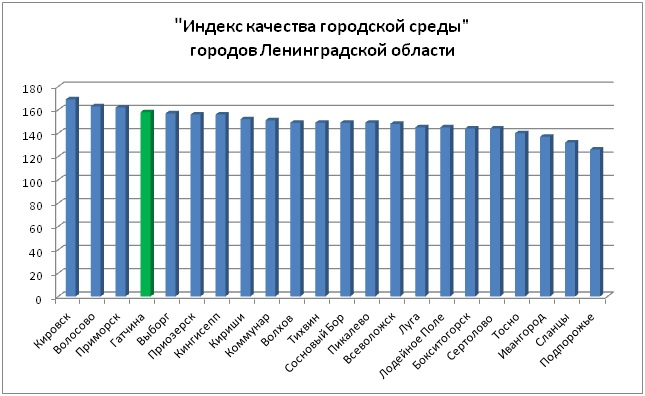 "Индекс качества городской среды"
городов Ленинградской области
180
160
140
120
100
80
60
40
20
0
Кировск
Волосово
Приморск
Гатчина
Выборг
Приозерск
Кингисепп
Кириши
Коммунар
Волхов
Тихвин
Сосновый Бор
Пикалево
Всеволожск
Луга
Лодейное Поле
Бокситогорск
Сертолово
Тосно
Ивангород
Сланцы
Подпорожье